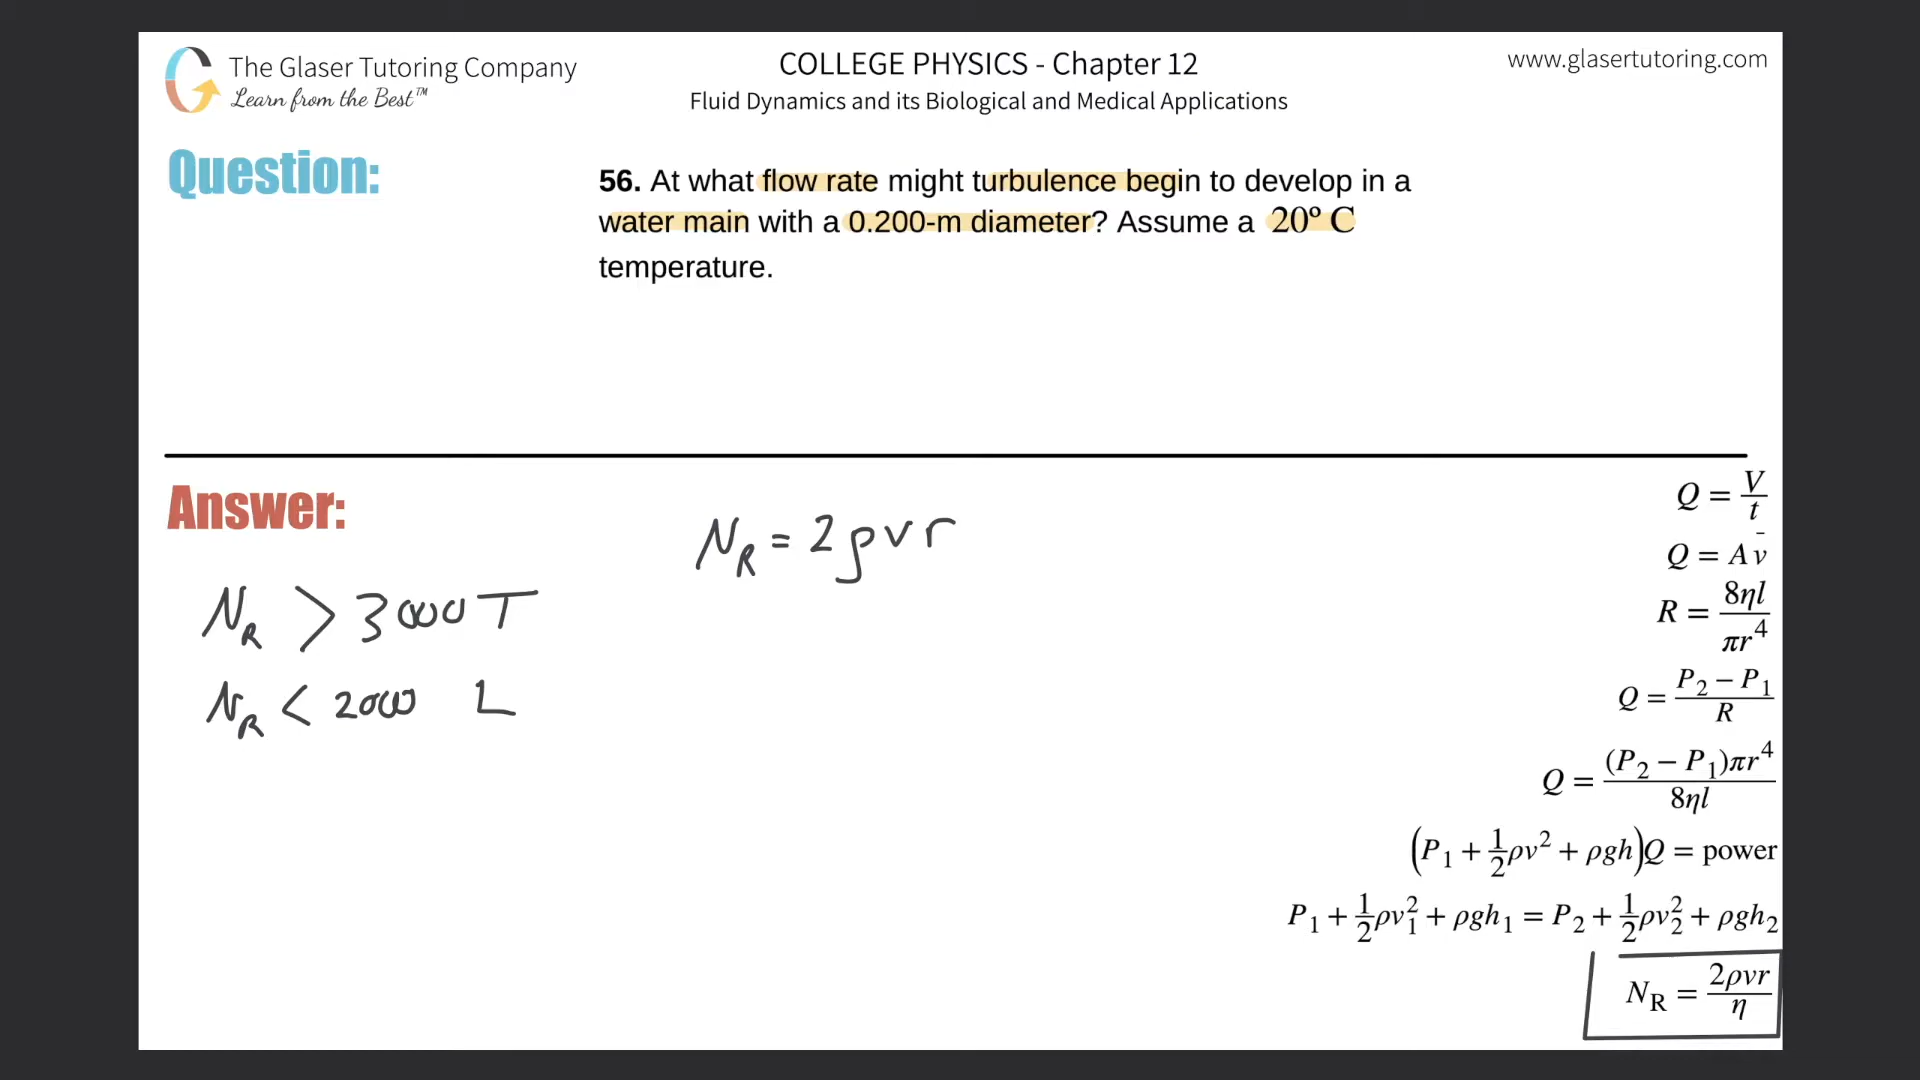 The Glaser Tutoring Company
Learn from the Best™
COLLEGE PHYSICS - Chapter 12
Fluid Dynamics and its Biological and Medical Applications
www.glasertutoring.com
Question:
56. At what flow rate might turbulence begin to develop in a
water main with a 0.200-m diameter? Assume a 20º C
temperature.
Answer:
N_R = 2ρvr
N_R > 3000 T
N_R < 2000 L
Q = V/t
Q = A v̄
R = 8ηl/πr⁴
Q = (P₂ − P₁)/R
Q = (P₂ − P₁)πr⁴/8ηl
(P₁ + ½ρv² + ρgh)Q = power
P₁ + ½ρv₁² + ρgh₁ = P₂ + ½ρv₂² + ρgh₂
N_R = 2ρvr/η